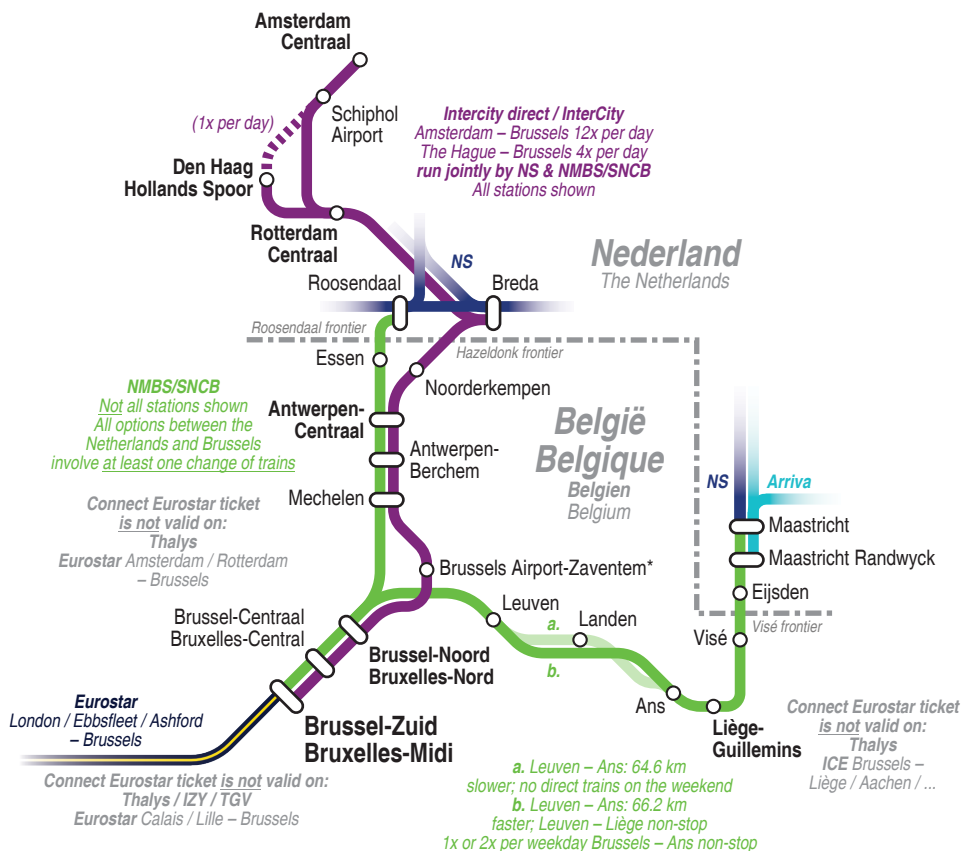 Amsterdam
Centraal
Schiphol
Airport
(1x per day)
Intercity direct / InterCity
Amsterdam – Brussels 12x per day
The Hague – Brussels 4x per day
run jointly by NS & NMBS/SNCB
All stations shown
Den Haag
Hollands Spoor
Rotterdam
Centraal
NS
Nederland
The Netherlands
Roosendaal
Breda
Roosendaal frontier
Hazeldonk frontier
Essen
Noorderkempen
NMBS/SNCB
Not all stations shown
All options between the
Netherlands and Brussels
involve at least one change of trains
Antwerpen-
Centraal
Antwerpen-
Berchem
Mechelen
België
Belgique
Belgien
Belgium
NS
Arriva
Maastricht
Maastricht Randwyck
Eijsden
Visé frontier
Visé
Connect Eurostar ticket
is not valid on:
Thalys
Eurostar Amsterdam / Rotterdam
– Brussels
Brussels Airport-Zaventem*
Leuven
Landen
a.
b.
Ans
Liège-
Guillemins
Brussel-Centraal
Bruxelles-Central
Brussel-Noord
Bruxelles-Nord
Brussel-Zuid
Bruxelles-Midi
Eurostar
London / Ebbsfleet / Ashford
– Brussels
Connect Eurostar ticket is not valid on:
Thalys / IZY / TGV
Eurostar Calais / Lille – Brussels
a. Leuven – Ans: 64.6 km
slower; no direct trains on the weekend
b. Leuven – Ans: 66.2 km
faster; Leuven – Liège non-stop
1x or 2x per weekday Brussels – Ans non-stop
Connect Eurostar ticket
is not valid on:
Thalys
ICE Brussels –
Liège / Aachen / ...